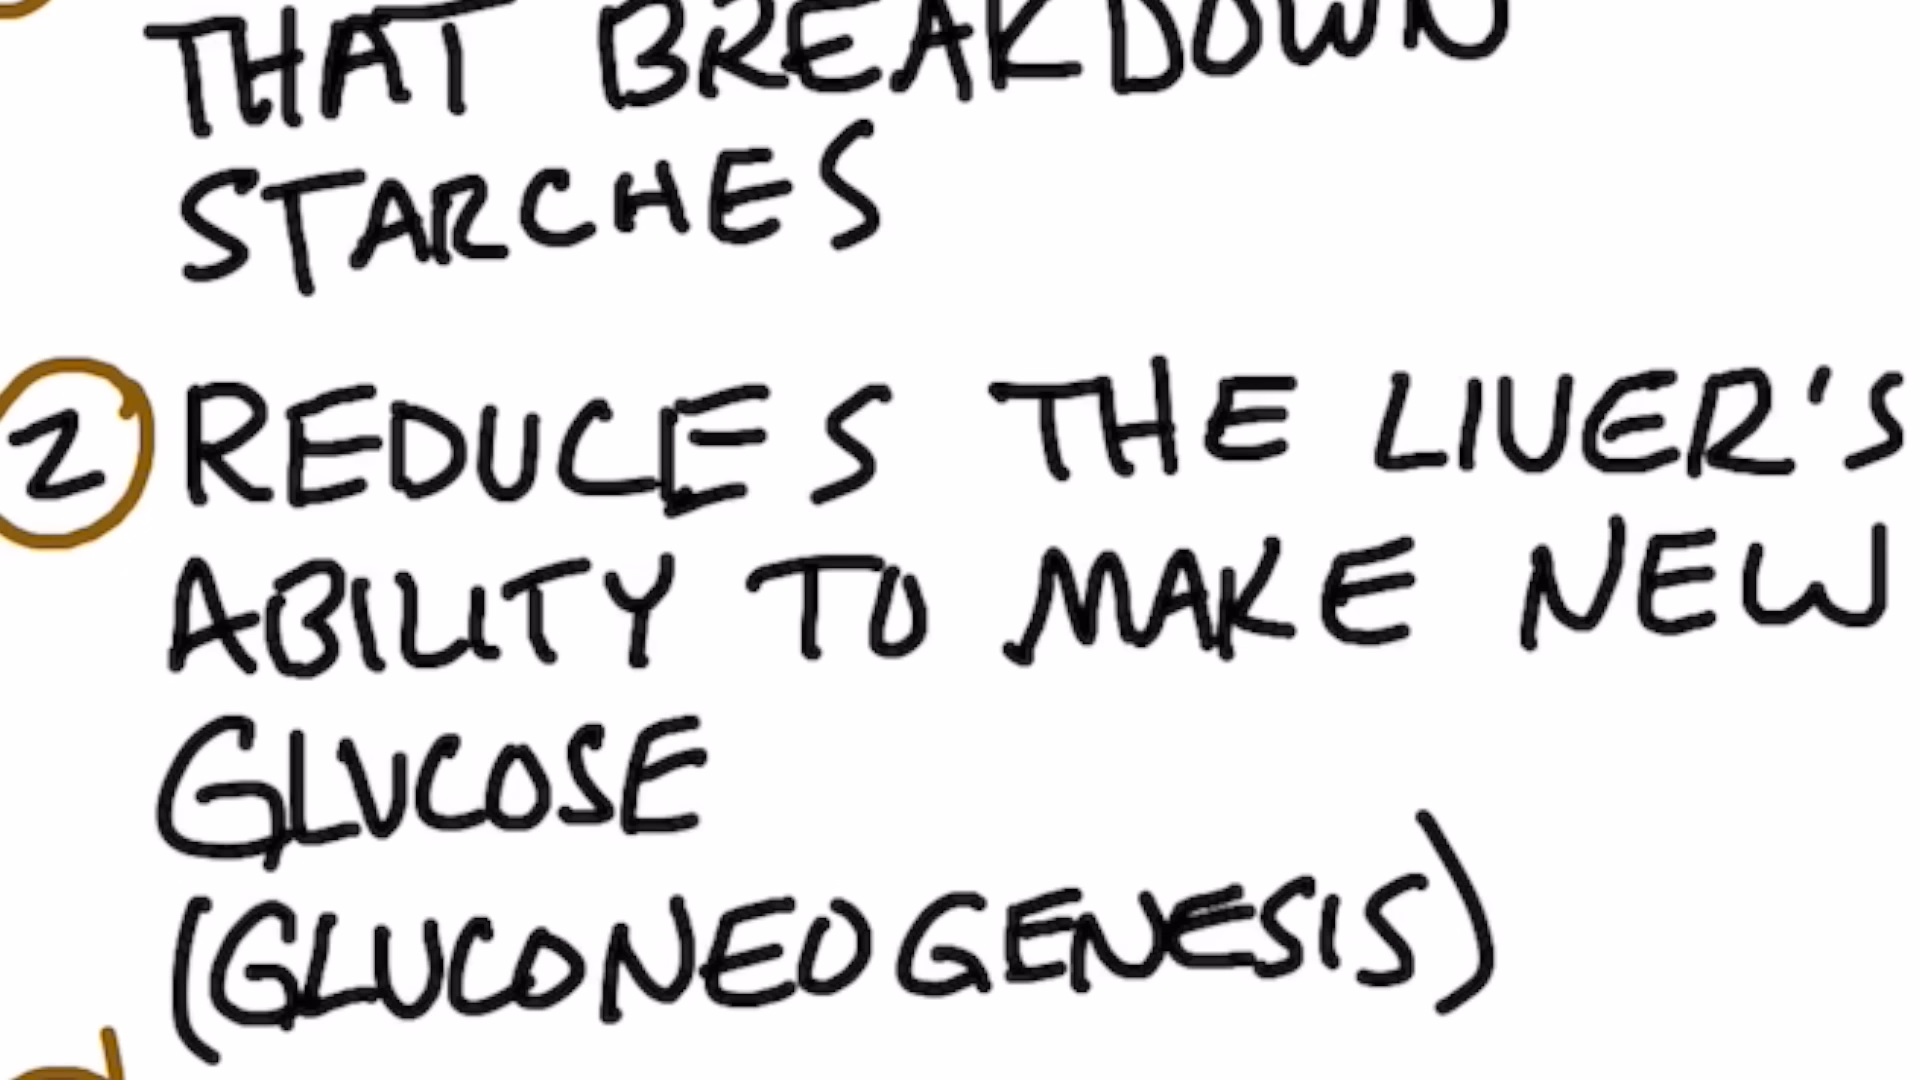 THAT BREAKDOWN
STARCHES
2 REDUCES THE LIVER'S
ABILITY TO MAKE NEW
GLUCOSE
(GLUCONEOGENESIS)